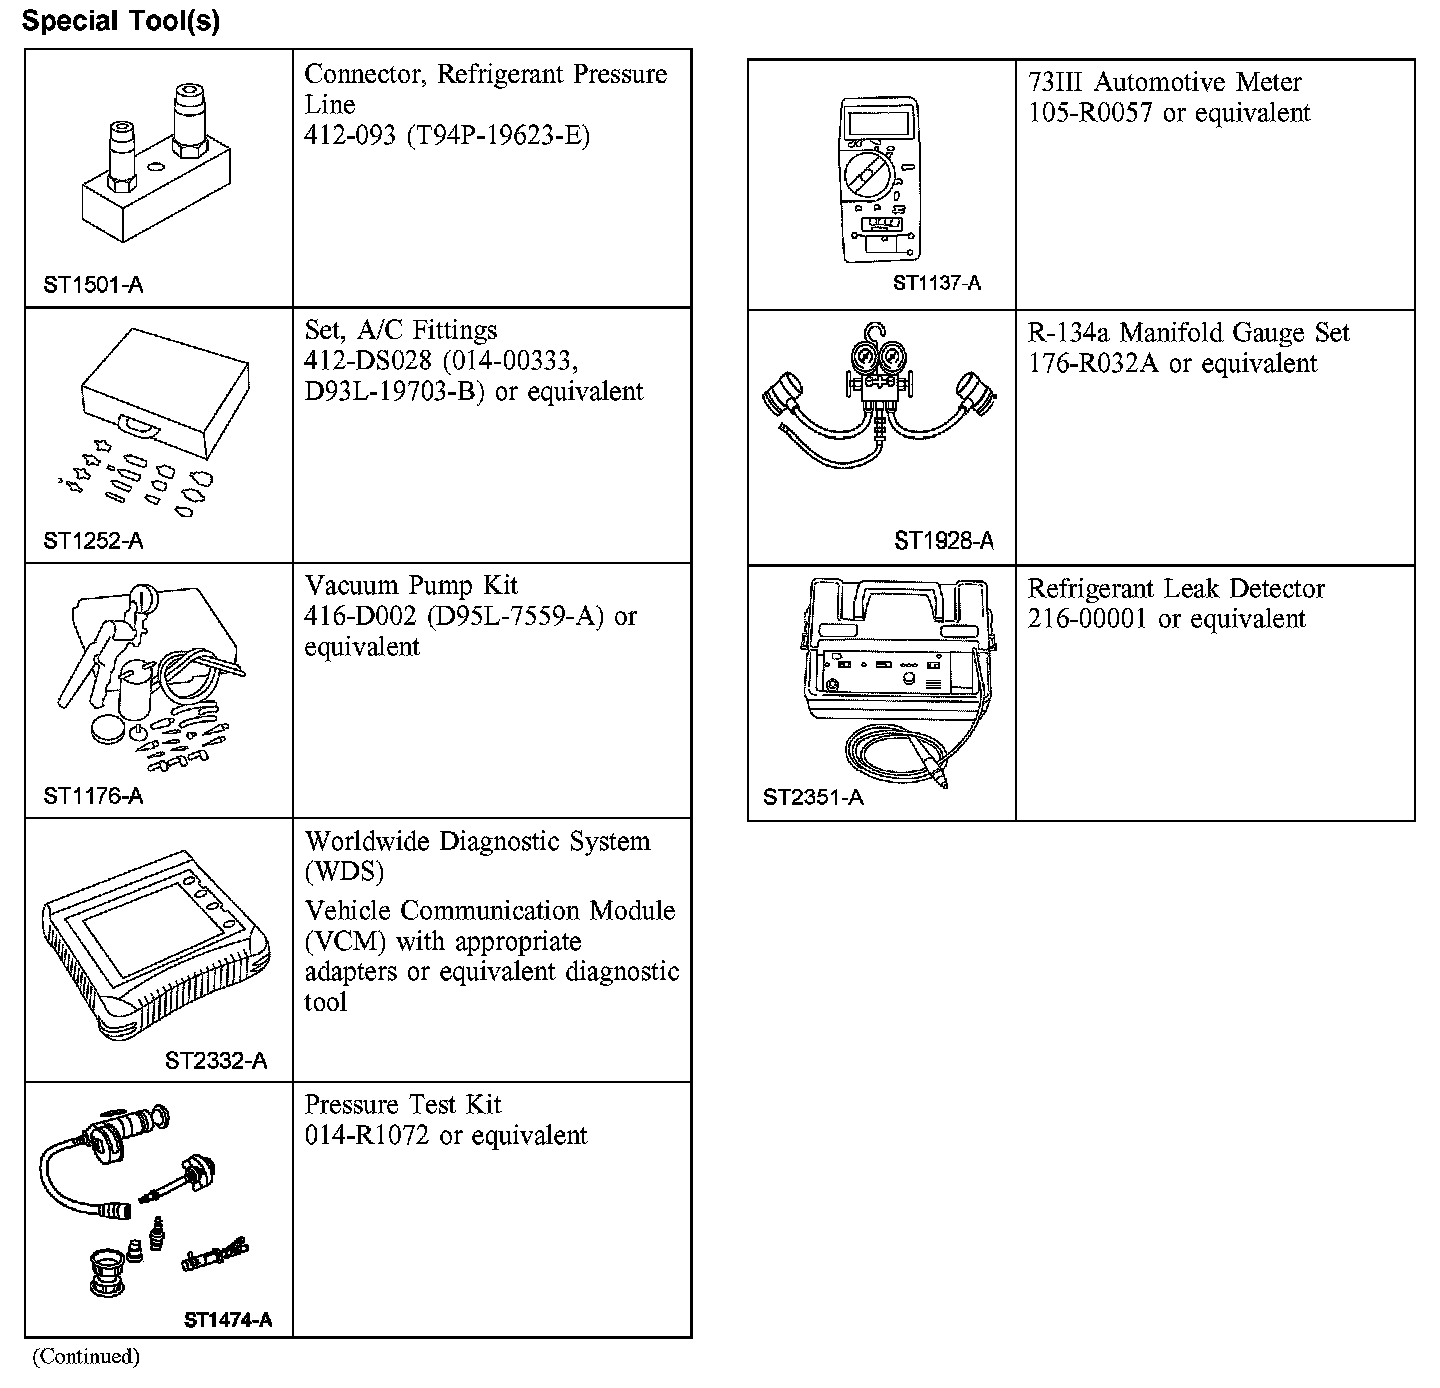 Special Tool(s)
Connector, Refrigerant Pressure
Line
412-093 (T94P-19623-E)
ST1501-A
Set, A/C Fittings
412-DS028 (014-00333,
D93L-19703-B) or equivalent
ST1252-A
Vacuum Pump Kit
416-D002 (D95L-7559-A) or
equivalent
ST1176-A
Worldwide Diagnostic System
(WDS)
Vehicle Communication Module
(VCM) with appropriate
adapters or equivalent diagnostic
tool
ST2332-A
Pressure Test Kit
014-R1072 or equivalent
ST1474-A
(Continued)
73III Automotive Meter
105-R0057 or equivalent
ST1137-A
R-134a Manifold Gauge Set
176-R032A or equivalent
ST1928-A
Refrigerant Leak Detector
216-00001 or equivalent
ST2351-A